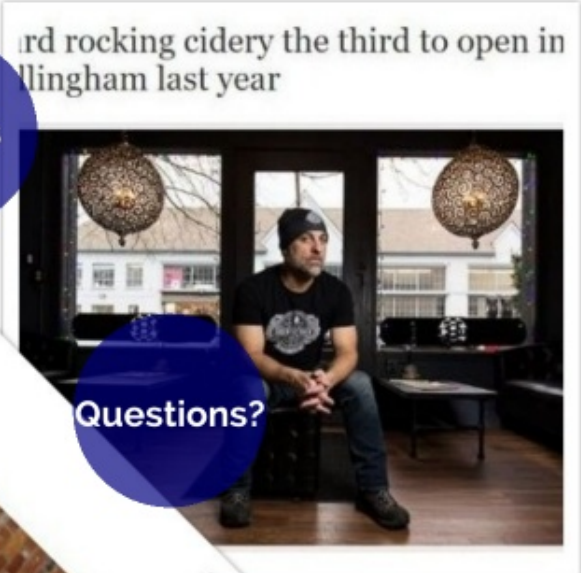 rd rocking cidery the third to open in
llingham last year
Questions?